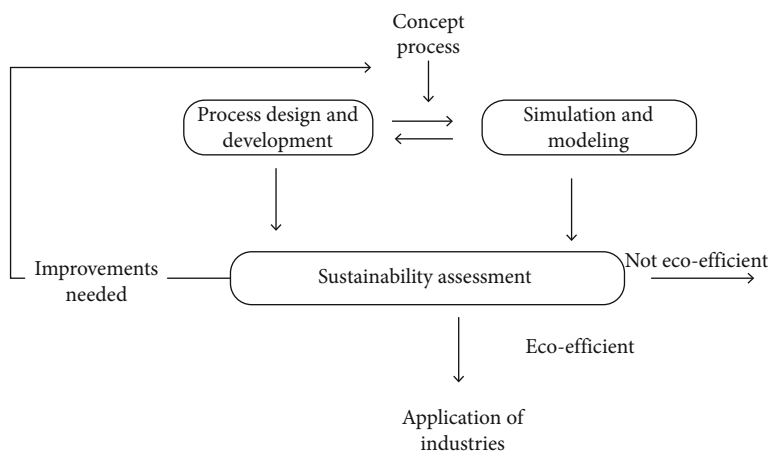 Concept
process
Process design and
development
Simulation and
modeling
Improvements
needed
Sustainability assessment
Not eco-efficient
Eco-efficient
Application of
industries